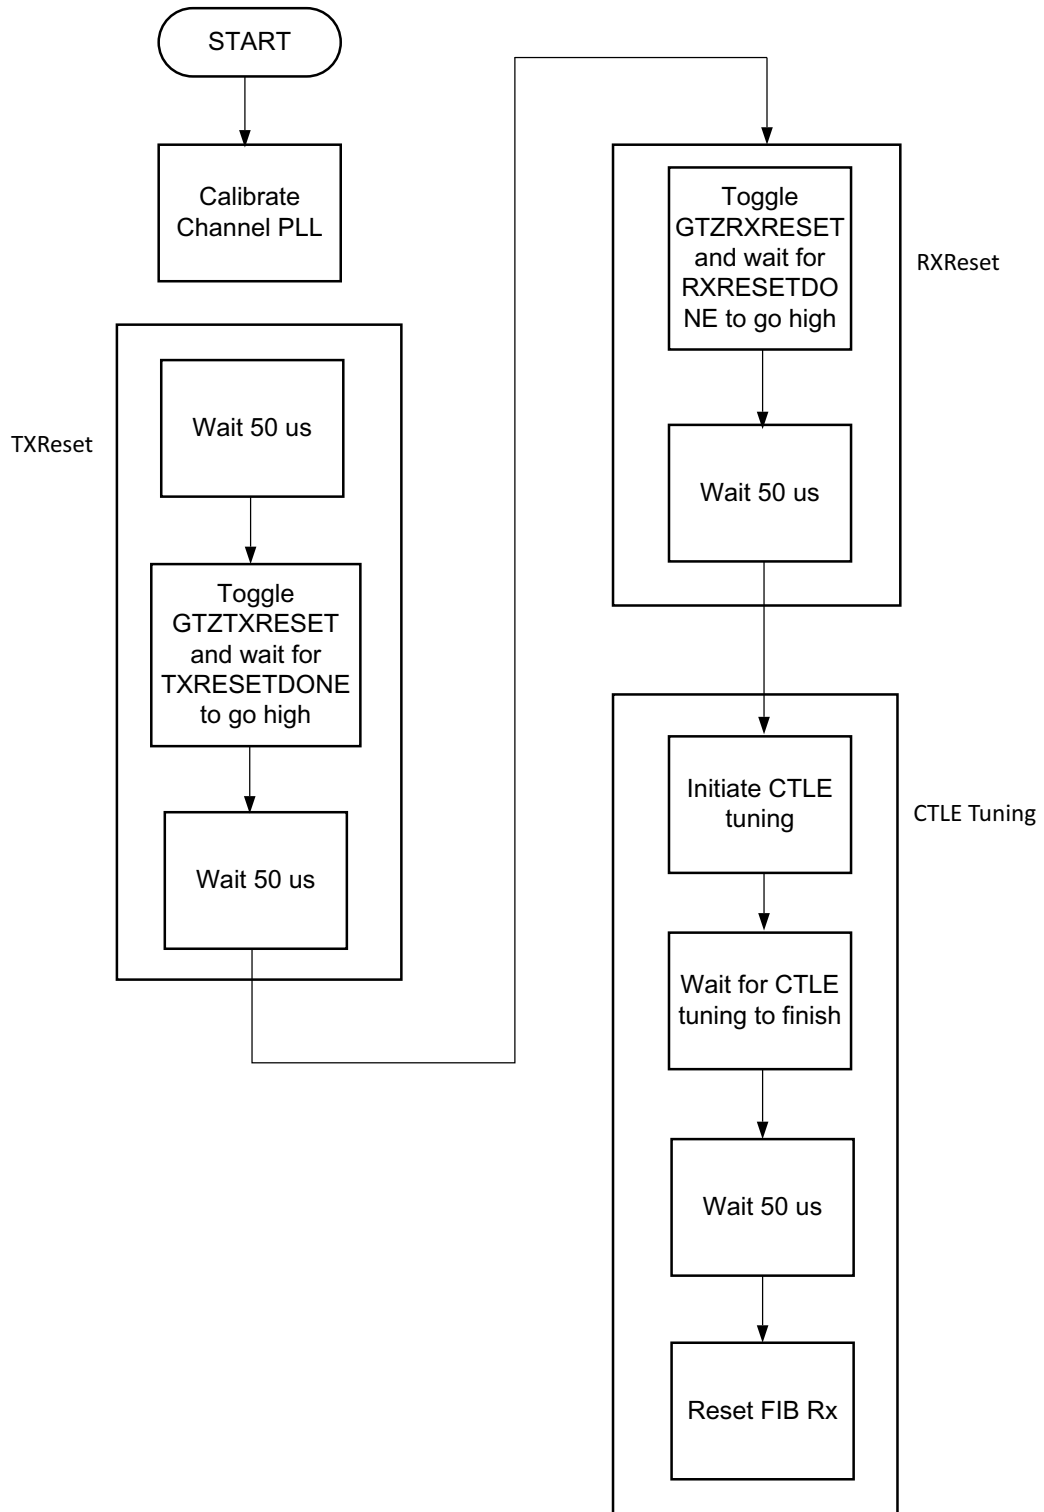 START
Calibrate
Channel PLL
TXReset
Wait 50 us
Toggle
GTZTXRESET
and wait for
TXRESETDONE
to go high
Wait 50 us
Toggle
GTZRXRESET
and wait for
RXRESETDO
NE to go high
RXReset
Wait 50 us
Initiate CTLE
tuning
CTLE Tuning
Wait for CTLE
tuning to finish
Wait 50 us
Reset FIB Rx